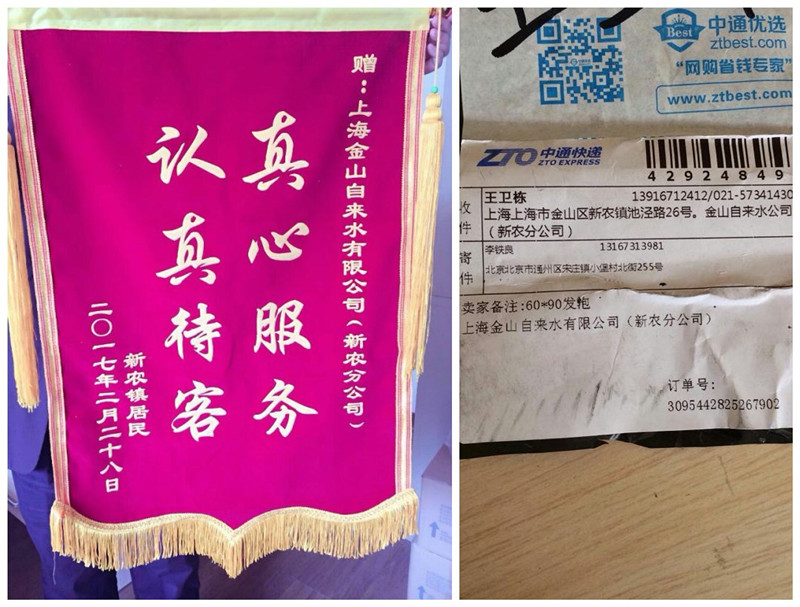 赠：上海金山自来水有限公司（新农分公司）
真心服务
认真待客
新农镇居民
二〇一七年二月二十八日
Best
中通优选
ztbest.com
“网购省钱专家”
www.ztbest.com
ZTO 中通快递
ZTO EXPRESS
42924849
收件
王卫栋 13916712412/021-57341430
上海上海市金山区新农镇池泾路26号。金山自来水公司
（新农分公司）
寄件
李铁良 13167313981
北京北京市通州区宋庄镇小堡村北街255号
卖家备注:60*90发炮
上海金山自来水有限公司（新农分公司）
订单号:
3095442825267902